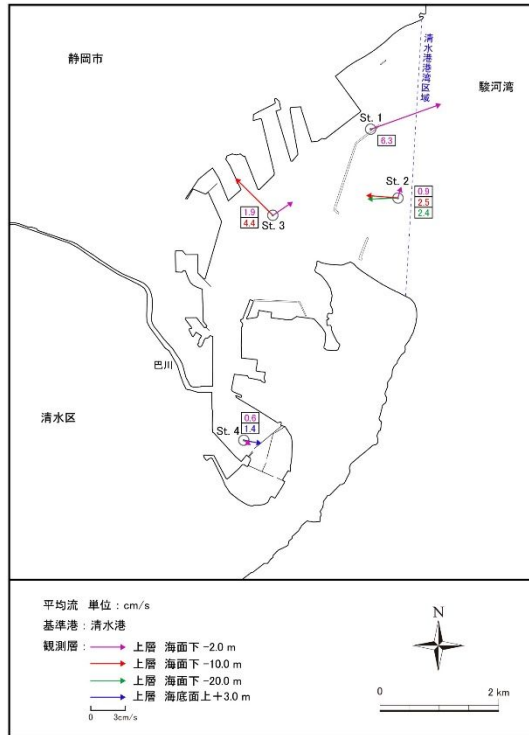 静岡市
清水港港湾区域
駿河湾
St. 1
6.3
St. 2
0.9
2.5
2.4
1.9
4.4
St. 3
巴川
清水区
0.6
1.4
St. 4
平均流 単位：cm/s
基準港：清水港
観測層：
上層 海面下 -2.0 m
上層 海面下 -10.0 m
上層 海面下 -20.0 m
上層 海底面上＋3.0 m
0 3cm/s
N
0 2 km